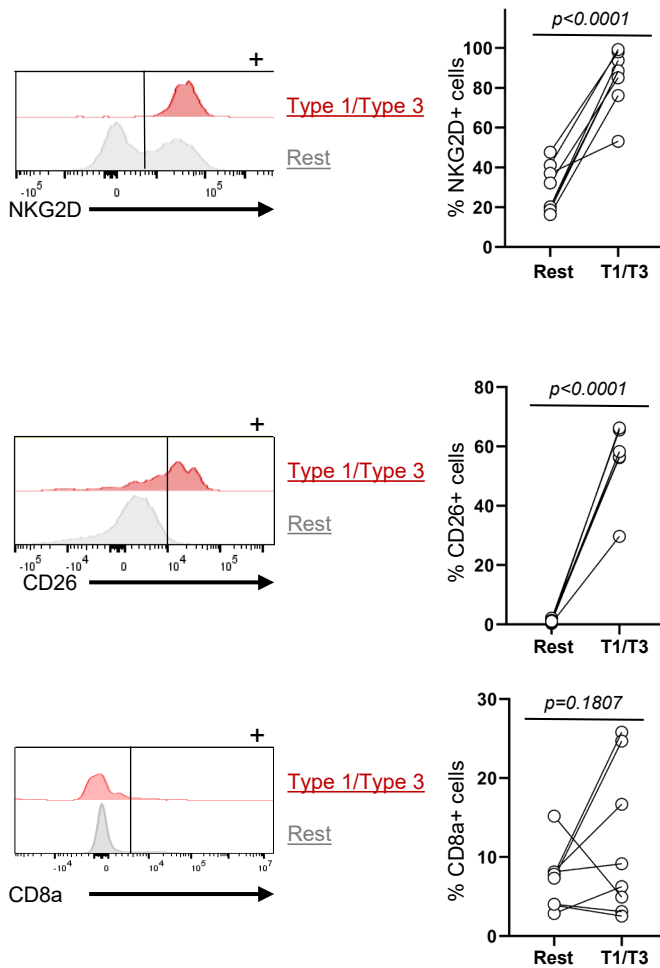 +
Type 1/Type 3
Rest
-10^5
0
10^5
NKG2D
p<0.0001
% NKG2D+ cells
100
80
60
40
20
0
Rest
T1/T3
+
Type 1/Type 3
Rest
-10^5
-10^4
0
10^4
10^5
CD26
p<0.0001
% CD26+ cells
80
60
40
20
0
Rest
T1/T3
+
Type 1/Type 3
Rest
-10^4
0
10^4
10^5
10^7
CD8a
p=0.1807
% CD8a+ cells
30
20
10
0
Rest
T1/T3